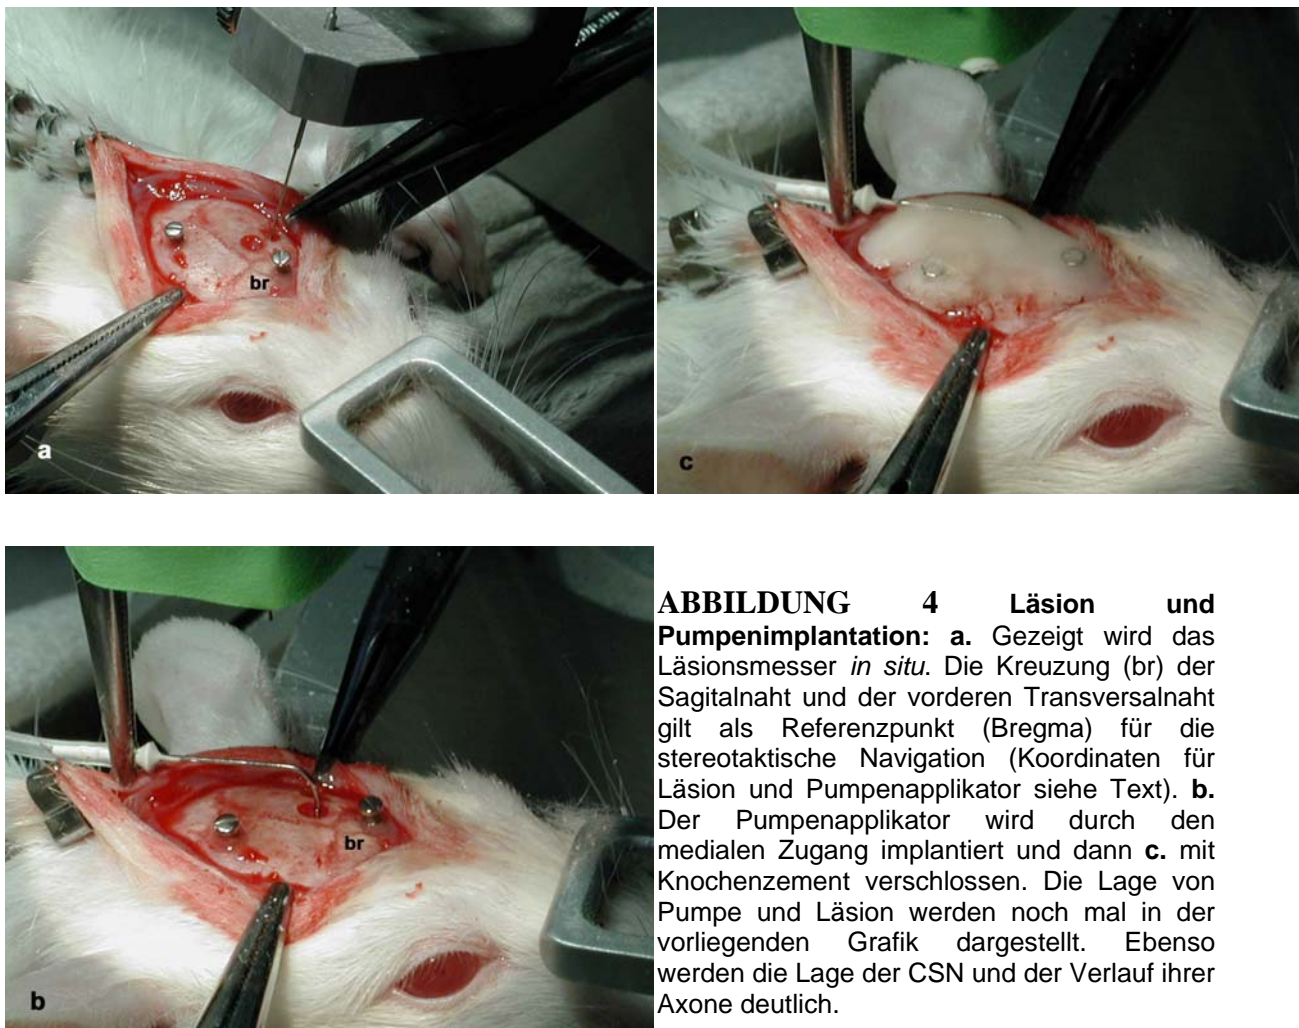 br
a
c
br
b
ABBILDUNG 4 Läsion und
Pumpenimplantation: a. Gezeigt wird das
Läsionsmesser in situ. Die Kreuzung (br) der
Sagitalnaht und der vorderen Transversalnaht
gilt als Referenzpunkt (Bregma) für die
stereotaktische Navigation (Koordinaten für
Läsion und Pumpenapplikator siehe Text). b.
Der Pumpenapplikator wird durch den
medialen Zugang implantiert und dann c. mit
Knochenzement verschlossen. Die Lage von
Pumpe und Läsion werden noch mal in der
vorliegenden Grafik dargestellt. Ebenso
werden die Lage der CSN und der Verlauf ihrer
Axone deutlich.